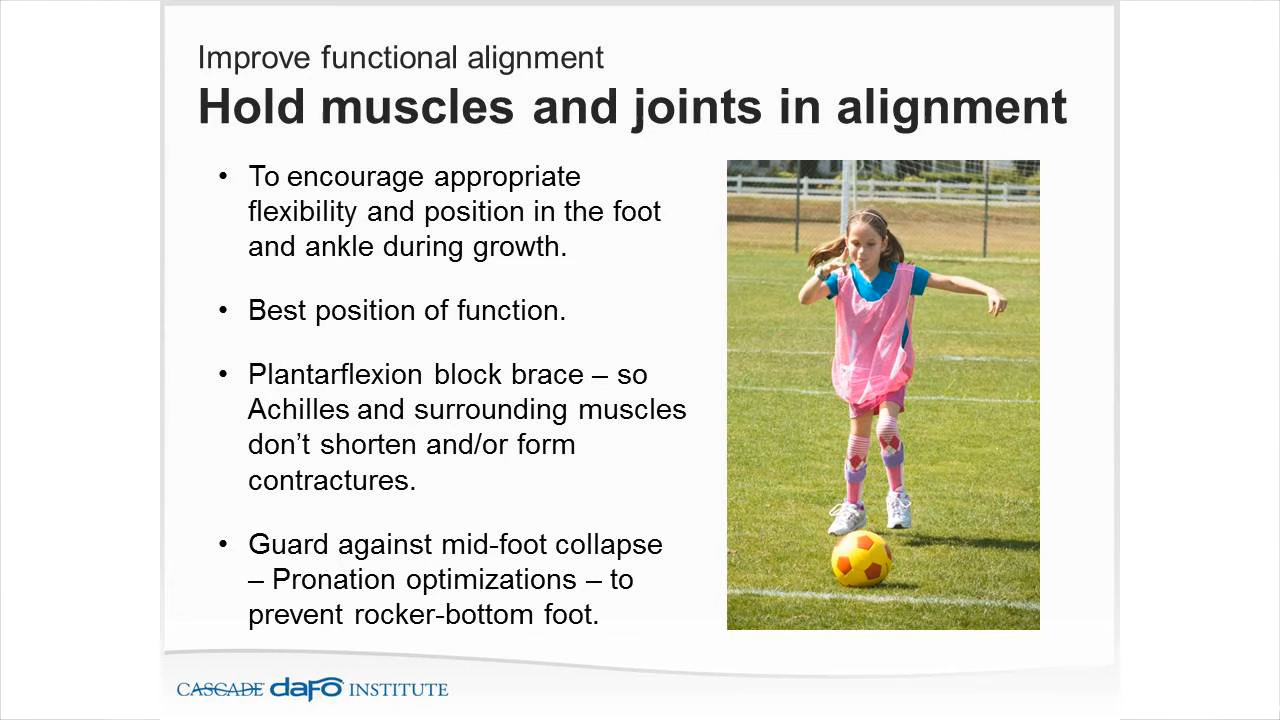 Improve functional alignment
Hold muscles and joints in alignment
• To encourage appropriate
flexibility and position in the foot
and ankle during growth.
• Best position of function.
• Plantarflexion block brace – so
Achilles and surrounding muscles
don’t shorten and/or form
contractures.
• Guard against mid-foot collapse
– Pronation optimizations – to
prevent rocker-bottom foot.
CASCADE dafo INSTITUTE